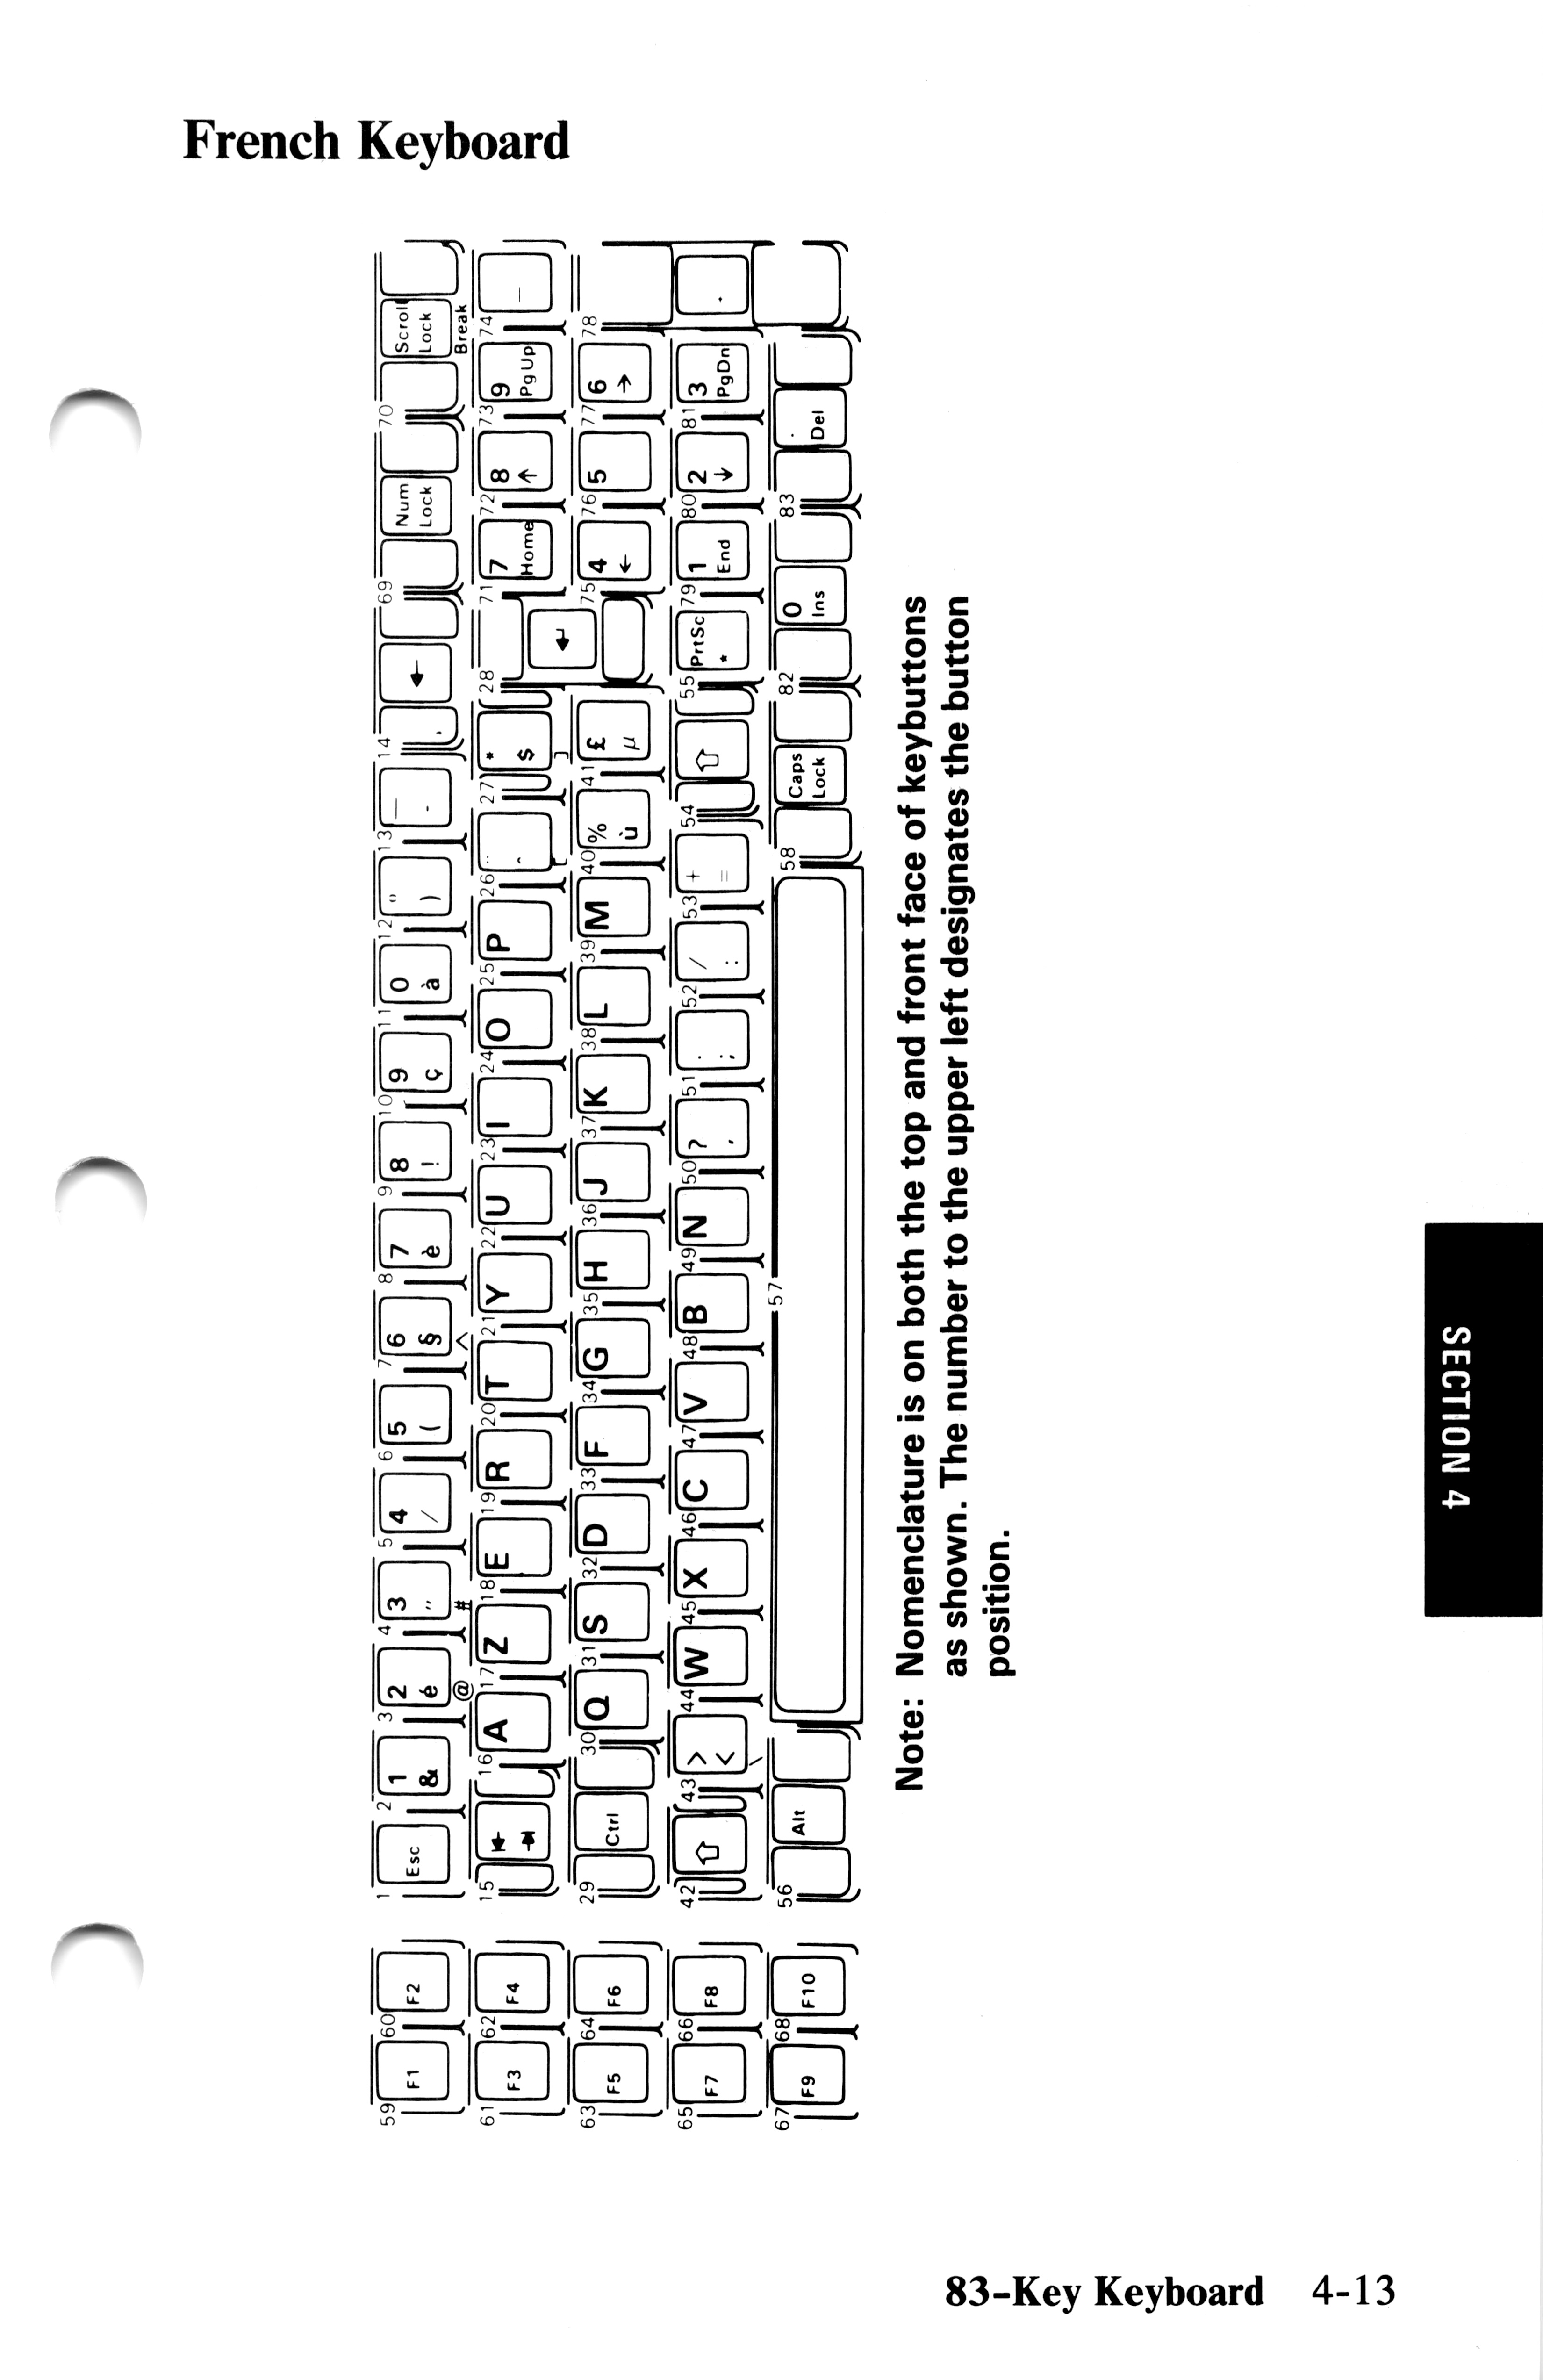 French Keyboard
59 F1 60 F2 1 Esc 2 1 & 3 2 é @ 4 3 " # 5 4 / 6 5 ( 7 6 § ^ 8 7 è 9 8 ! 10 9 ç 11 0 à 12 ° ) 13 — - 14 ← 69 Num Lock 70 Scroll Lock Break
61 F3 62 F4 15 ⇤ ⇥ 16 A 17 Z 18 E 19 R 20 T 21 Y 22 U 23 I 24 O 25 P 26 ¨ ^ [ 27 * $ ] 28 ↵ 71 7 Home 72 8 ↑ 73 9 PgUp 74 —
63 F5 64 F6 29 Ctrl 30 Q 31 S 32 D 33 F 34 G 35 H 36 J 37 K 38 L 39 M 40 % ù 41 £ µ 75 4 ← 76 5 77 6 → 78 +
65 F7 66 F8 42 ⇧ 43 > < \ 44 W 45 X 46 C 47 V 48 B 49 N 50 ? , 51 . ; 52 / : 53 + = 54 ⇧ 55 PrtSc * 79 1 End 80 2 ↓ 81 3 PgDn
67 F9 68 F10 56 Alt 57 58 Caps Lock 82 0 Ins 83 . Del
Note: Nomenclature is on both the top and front face of keybuttons
as shown. The number to the upper left designates the button
position.
SECTION 4
83-Key Keyboard 4-13